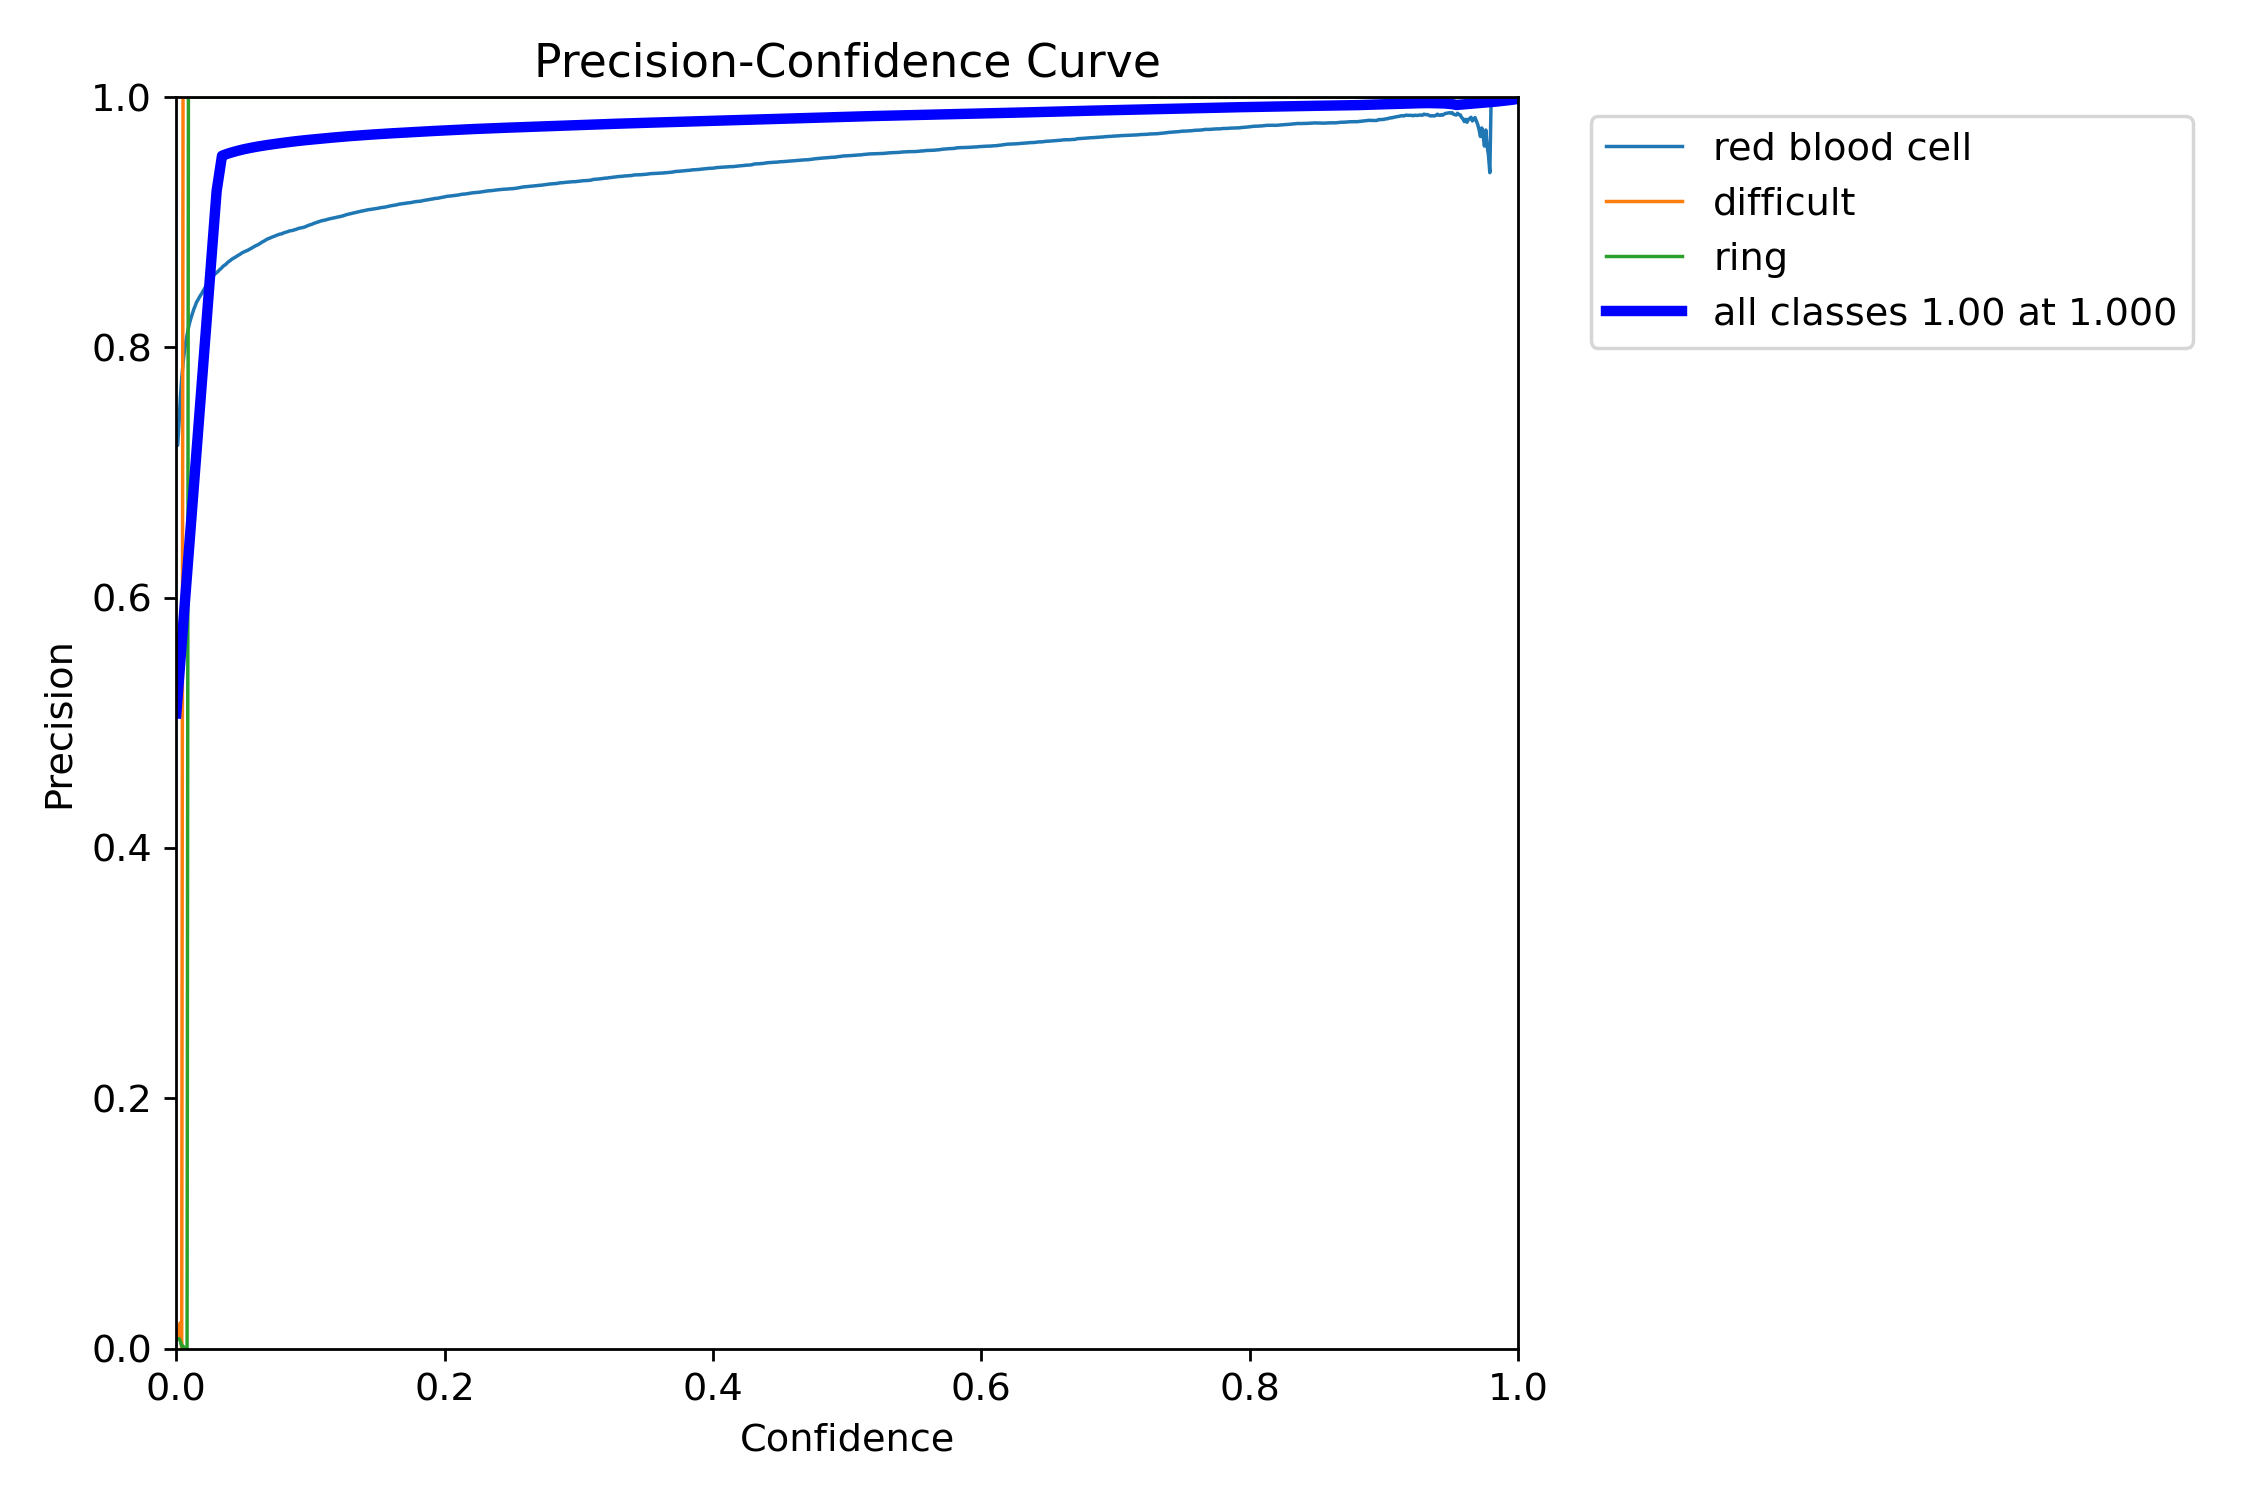 Precision-Confidence Curve
1.0
0.8
0.6
0.4
0.2
0.0
Precision
0.0 0.2 0.4 0.6 0.8 1.0
Confidence
red blood cell
difficult
ring
all classes 1.00 at 1.000